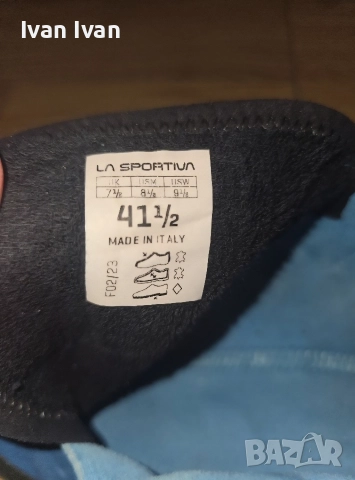 Ivan Ivan
LA SPORTIVA
UK USM USW
7½ 8½ 9½
41½
MADE IN ITALY
F02/23
BAZAR
bg